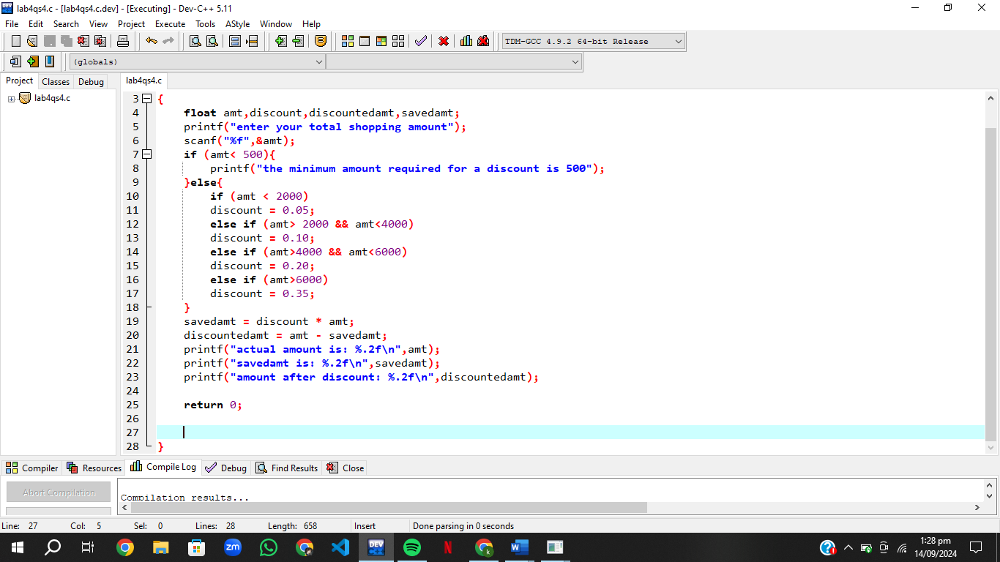 lab4qs4.c - [lab4qs4.c.dev] - [Executing] - Dev-C++ 5.11
File Edit Search View Project Execute Tools AStyle Window Help
TDM-GCC 4.9.2 64-bit Release
(globals)
Project Classes Debug lab4qs4.c
lab4qs4.c
3 {
4     float amt,discount,discountedamt,savedamt;
5     printf("enter your total shopping amount");
6     scanf("%f",&amt);
7     if (amt< 500){
8         printf("the minimum amount required for a discount is 500");
9     }else{
10         if (amt < 2000)
11         discount = 0.05;
12         else if (amt> 2000 && amt<4000)
13         discount = 0.10;
14         else if (amt>4000 && amt<6000)
15         discount = 0.20;
16         else if (amt>6000)
17         discount = 0.35;
18     }
19     savedamt = discount * amt;
20     discountedamt = amt - savedamt;
21     printf("actual amount is: %.2f\n",amt);
22     printf("savedamt is: %.2f\n",savedamt);
23     printf("amount after discount: %.2f\n",discountedamt);
24
25     return 0;
26
27
28 }
Compiler Resources Compile Log Debug Find Results Close
Abort Compilation
Compilation results...
Line: 27 Col: 5 Sel: 0 Lines: 28 Length: 658 Insert Done parsing in 0 seconds
zm DEV C++ N W k
1:28 pm
14/09/2024